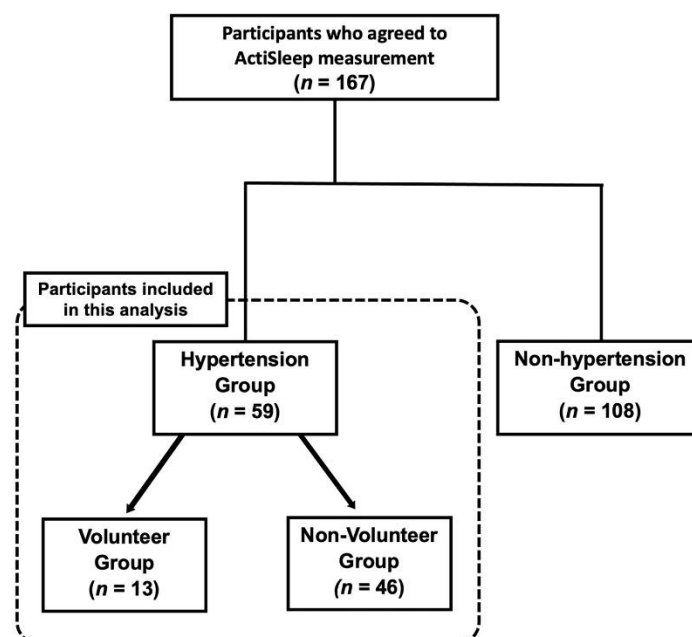 Participants who agreed to
ActiSleep measurement
(n = 167)
Participants included
in this analysis
Hypertension
Group
(n = 59)
Non-hypertension
Group
(n = 108)
Volunteer
Group
(n = 13)
Non-Volunteer
Group
(n = 46)